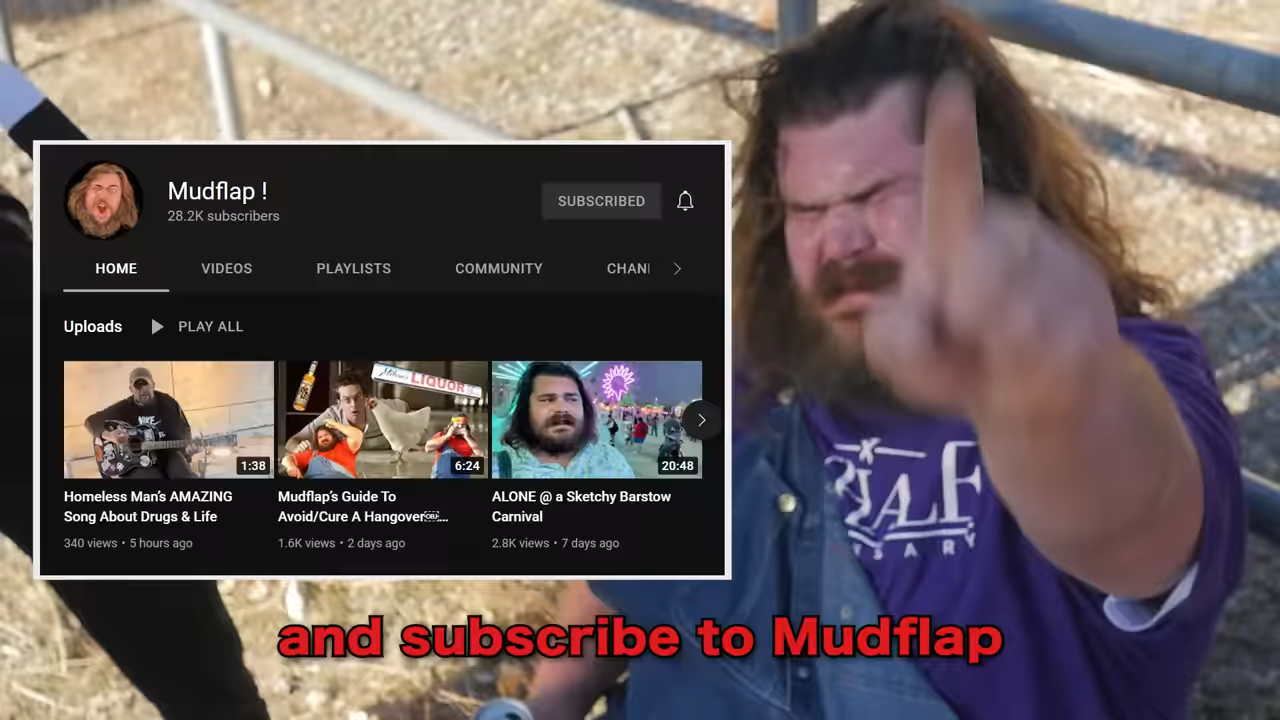 Mudflap !
28.2K subscribers
SUBSCRIBED
HOME
VIDEOS
PLAYLISTS
COMMUNITY
CHAN
Uploads
PLAY ALL
NIKE
LIQUOR
1:38
6:24
20:48
Homeless Man's AMAZING
Song About Drugs & Life
Mudflap's Guide To
Avoid/Cure A Hangover￼...
ALONE @ a Sketchy Barstow
Carnival
340 views • 5 hours ago
1.6K views • 2 days ago
2.8K views • 7 days ago
and subscribe to Mudflap